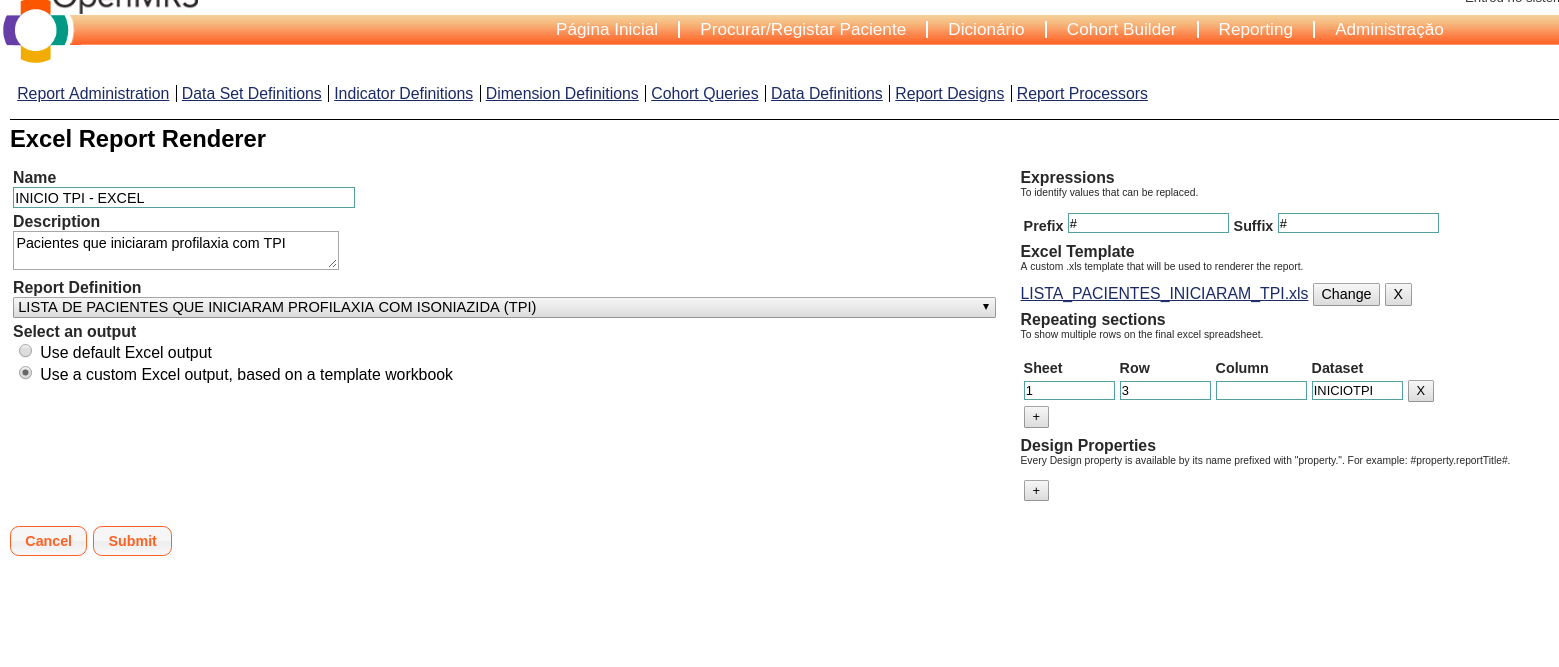 OpenMRS
Entrou no sistem
Página Inicial Procurar/Registar Paciente Dicionário Cohort Builder Reporting Administração
Report Administration Data Set Definitions Indicator Definitions Dimension Definitions Cohort Queries Data Definitions Report Designs Report Processors
Excel Report Renderer
Name
INICIO TPI - EXCEL
Description
Pacientes que iniciaram profilaxia com TPI
Report Definition
LISTA DE PACIENTES QUE INICIARAM PROFILAXIA COM ISONIAZIDA (TPI)
Select an output
Use default Excel output
Use a custom Excel output, based on a template workbook
Expressions
To identify values that can be replaced.
Prefix # Suffix #
Excel Template
A custom .xls template that will be used to renderer the report.
LISTA_PACIENTES_INICIARAM_TPI.xls Change X
Repeating sections
To show multiple rows on the final excel spreadsheet.
Sheet Row Column Dataset
1 3 INICIOTPI X
+
Design Properties
Every Design property is available by its name prefixed with "property.". For example: #property.reportTitle#.
+
Cancel Submit